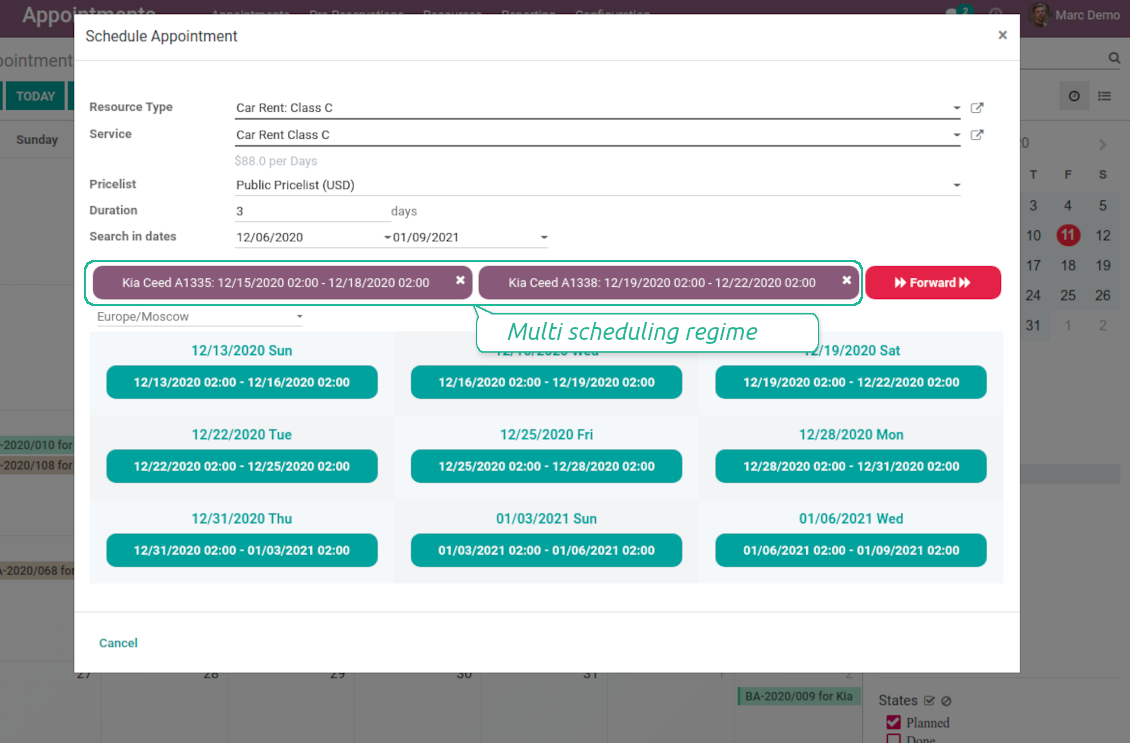 Appointments
Appointments Pre-Reservations Resources Reporting Configuration
2
Marc Demo
Schedule Appointment
×
TODAY
Sunday
Resource Type Car Rent: Class C
Service Car Rent Class C
$88.0 per Days
Pricelist Public Pricelist (USD)
Duration 3 days
Search in dates 12/06/2020 01/09/2021
Kia Ceed A1335: 12/15/2020 02:00 - 12/18/2020 02:00
Kia Ceed A1338: 12/19/2020 02:00 - 12/22/2020 02:00
Forward
Europe/Moscow
Multi scheduling regime
12/13/2020 Sun
12/19/2020 Sat
12/13/2020 02:00 - 12/16/2020 02:00
12/16/2020 02:00 - 12/19/2020 02:00
12/19/2020 02:00 - 12/22/2020 02:00
12/22/2020 Tue
12/25/2020 Fri
12/28/2020 Mon
12/22/2020 02:00 - 12/25/2020 02:00
12/25/2020 02:00 - 12/28/2020 02:00
12/28/2020 02:00 - 12/31/2020 02:00
12/31/2020 Thu
01/03/2021 Sun
01/06/2021 Wed
12/31/2020 02:00 - 01/03/2021 02:00
01/03/2021 02:00 - 01/06/2021 02:00
01/06/2021 02:00 - 01/09/2021 02:00
Cancel
T F S
3 4 5
10 11 12
17 18 19
24 25 26
31 1 2
-2020/010 for
-2020/108 for
A-2020/068 for
27 28 29 30 31 1 2
BA-2020/009 for Kia
States
Planned
Done